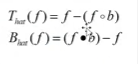 T_hat(f) = f − (f ∘ b)
B_hat(f) = (f • b) − f